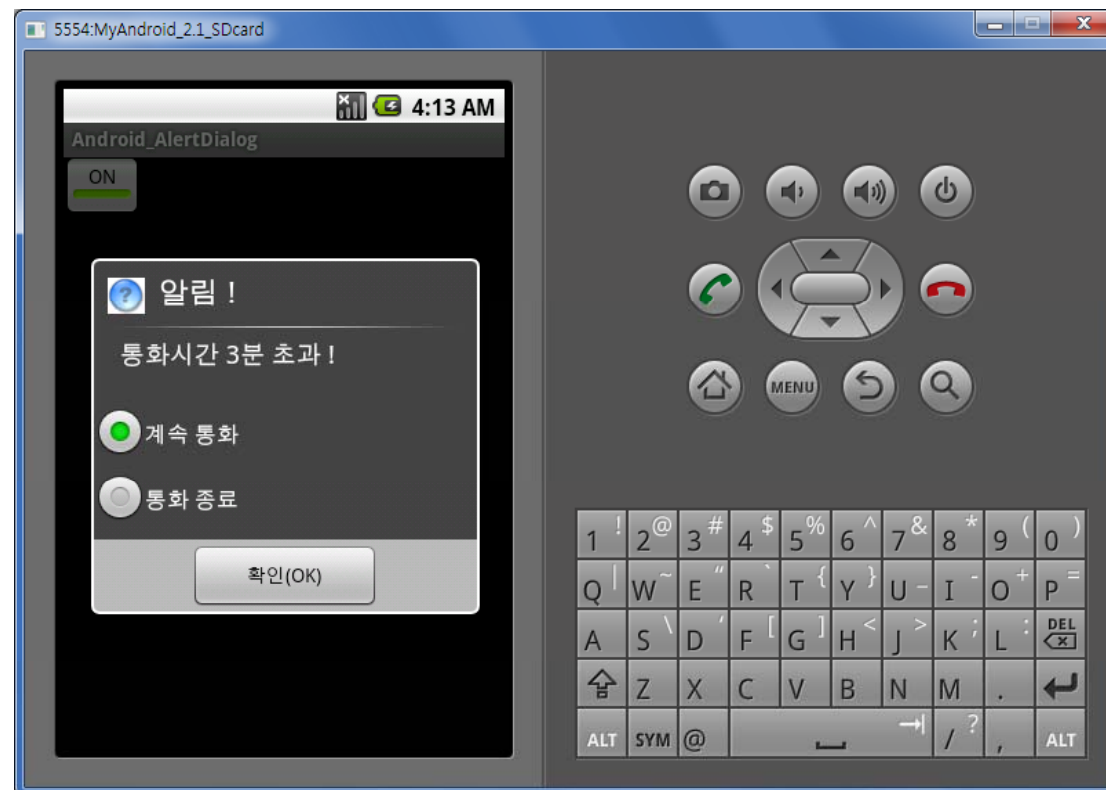 5554:MyAndroid_2.1_SDcard
4:13 AM
Android_AlertDialog
ON
알림 !
통화시간 3분 초과 !
계속 통화
통화 종료
확인(OK)
MENU
1 ! 2 @ 3 # 4 $ 5 % 6 ^ 7 & 8 * 9 ( 0 )
Q | W ~ E " R ` T { Y } U _ I - O + P =
A S \ D ' F [ G ] H < J > K ; L : DEL
Z X C V B N M .
ALT SYM @ / ? , ALT